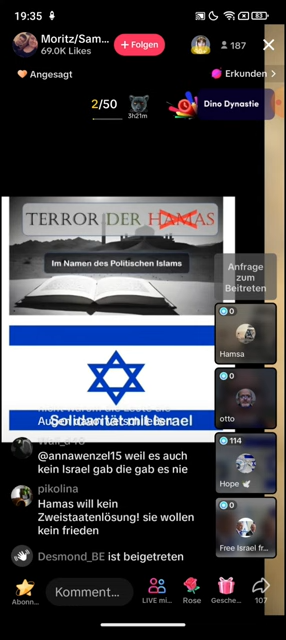 19:35
83
Moritz/Sam...
69.0K Likes
+ Folgen
187
Angesagt
Erkunden >
2/50
3h21m
Dino Dynastie
TERROR DER HAMAS
Im Namen des Politischen Islams
Anfrage
zum
Beitreten
0
Hamsa
0
otto
114
Hope 🕊
0
Free Israel fr...
Solidarität mit Israel
@annawenzel15 weil es auch
kein Israel gab die gab es nie
pikolina
Hamas will kein
Zweistaatenlösung! sie wollen
kein frieden
Desmond_BE ist beigetreten
Abonn...
Komment...
LIVE mi...
Rose
Gesche...
107